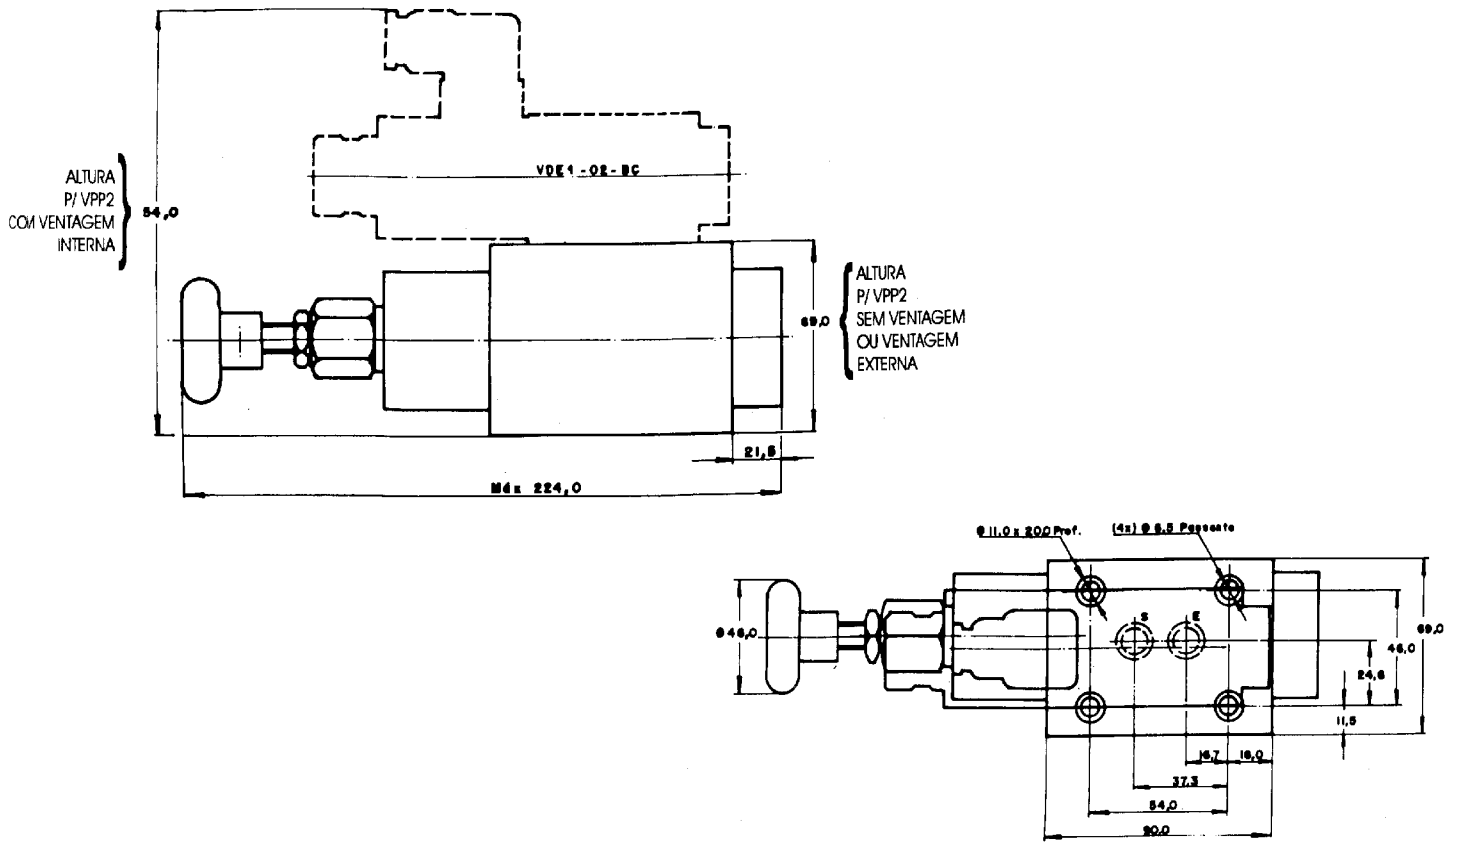 VDE1-02-BC
ALTURA
P/ VPP2
COM VENTAGEM
INTERNA
54,0
ALTURA
P/ VPP2
SEM VENTAGEM
OU VENTAGEM
EXTERNA
69,0
21,5
Máx 224,0
Ø 11.0 x 20.0 Prof.
(4x) Ø 6.5 Passante
S
E
Ø 46,0
69,0
46,0
24,6
11,5
16,7
18,0
37,3
54,0
90,0